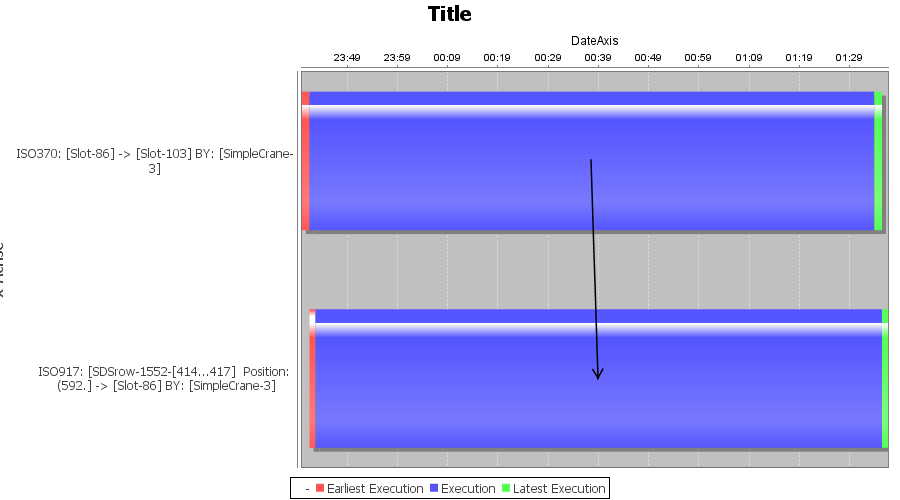 Title
DateAxis
23:49 23:59 00:09 00:19 00:29 00:39 00:49 00:59 01:09 01:19 01:29
ISO370: [Slot-86] -> [Slot-103] BY: [SimpleCrane-
3]
ISO917: [SDSrow-1552-[414...417] Position:
(592.] -> [Slot-86] BY: [SimpleCrane-3]
- Earliest Execution Execution Latest Execution